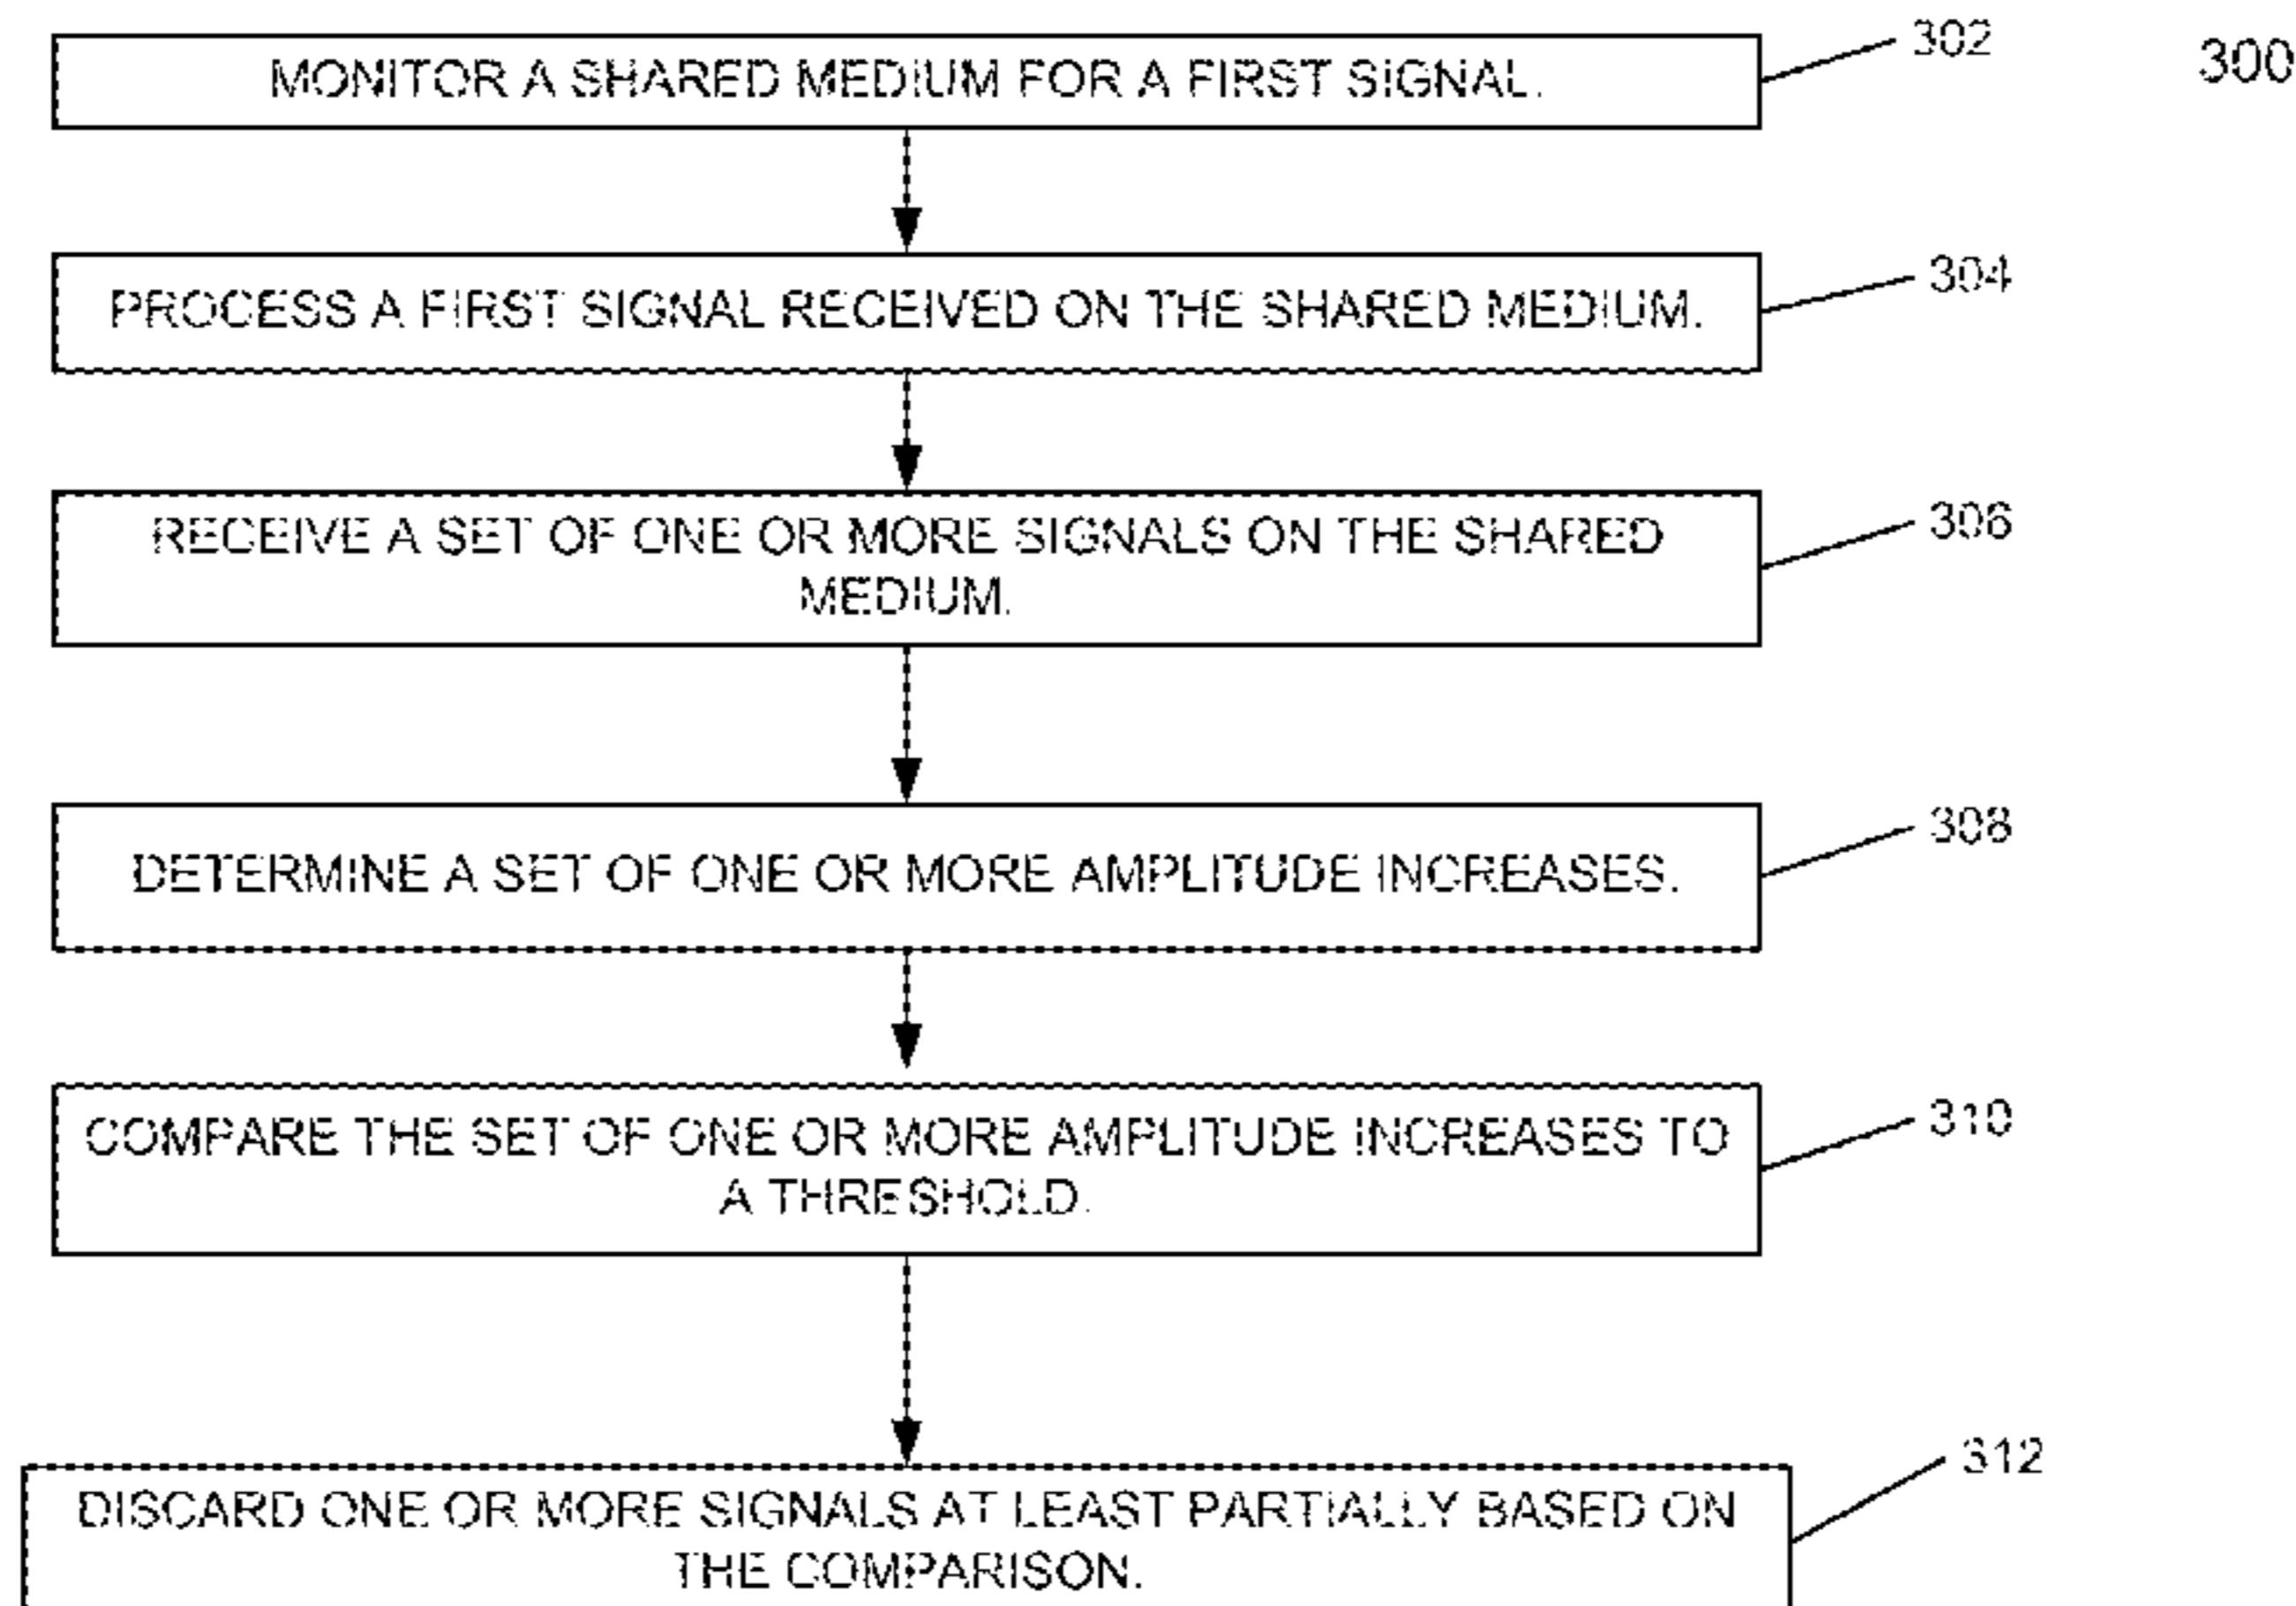 302
300
MONITOR A SHARED MEDIUM FOR A FIRST SIGNAL.
304
PROCESS A FIRST SIGNAL RECEIVED ON THE SHARED MEDIUM.
306
RECEIVE A SET OF ONE OR MORE SIGNALS ON THE SHARED
MEDIUM.
308
DETERMINE A SET OF ONE OR MORE AMPLITUDE INCREASES.
310
COMPARE THE SET OF ONE OR MORE AMPLITUDE INCREASES TO
A THRESHOLD.
312
DISCARD ONE OR MORE SIGNALS AT LEAST PARTIALLY BASED ON
THE COMPARISON.